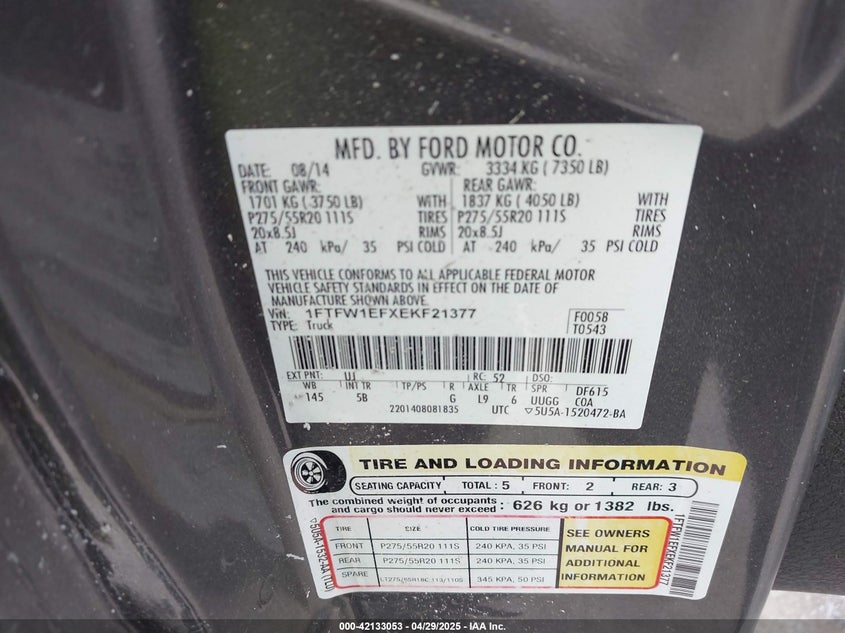 MFD. BY FORD MOTOR CO.
DATE: 08/14 GVWR: 3334 KG ( 7350 LB)
FRONT GAWR: REAR GAWR:
1701 KG ( 3750 LB) WITH 1837 KG ( 4050 LB) WITH
P275/55R20 111S TIRES P275/55R20 111S TIRES
20x8.5J RIMS 20x8.5J RIMS
AT 240 kPa/ 35 PSI COLD AT 240 kPa/ 35 PSI COLD
THIS VEHICLE CONFORMS TO ALL APPLICABLE FEDERAL MOTOR
VEHICLE SAFETY STANDARDS IN EFFECT ON THE DATE OF
MANUFACTURE SHOWN ABOVE.
VIN: 1FTFW1EFXEKF21377 F0058
TYPE: Truck T0543
EXT PNT: UJ RC: 52 DSO:
WB INT TR TP/PS R AXLE TR SPR DF615
145 5B G L9 6 UUGG C0A
2201408081835 UTC ▽5U5A-1520472-BA
TIRE AND LOADING INFORMATION
SEATING CAPACITY TOTAL : 5 FRONT: 2 REAR: 3
The combined weight of occupants
and cargo should never exceed : 626 kg or 1382 lbs.
TIRE SIZE COLD TIRE PRESSURE
FRONT P275/55R20 111S 240 KPA, 35 PSI
REAR P275/55R20 111S 240 KPA, 35 PSI
SPARE 345 KPA, 50 PSI
SEE OWNERS
MANUAL FOR
ADDITIONAL
INFORMATION
1FTFW1EFXEKF21377
000-42133053 - 04/29/2025 - IAA Inc.